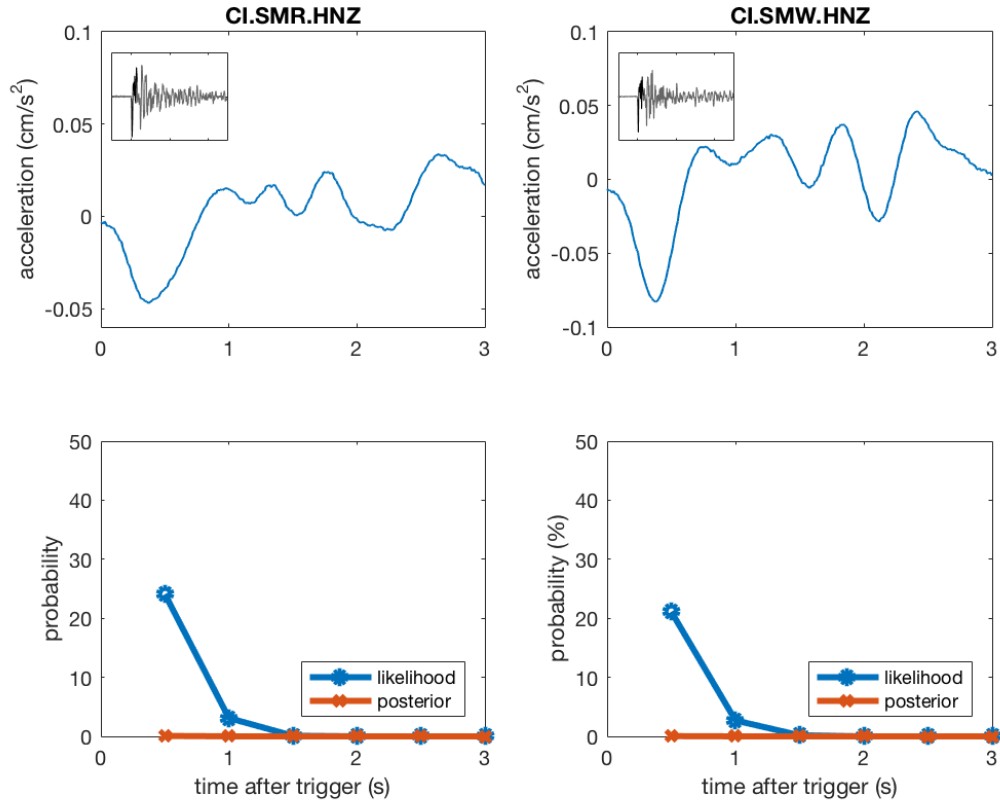 CI.SMR.HNZ
0.1
0.05
0
-0.05
acceleration (cm/s²)
0 1 2 3
CI.SMW.HNZ
0.1
0.05
0
-0.05
-0.1
acceleration (cm/s²)
0 1 2 3
50
40
30
20
10
0
probability
likelihood
posterior
0 1 2 3
time after trigger (s)
50
40
30
20
10
0
probability (%)
likelihood
posterior
0 1 2 3
time after trigger (s)